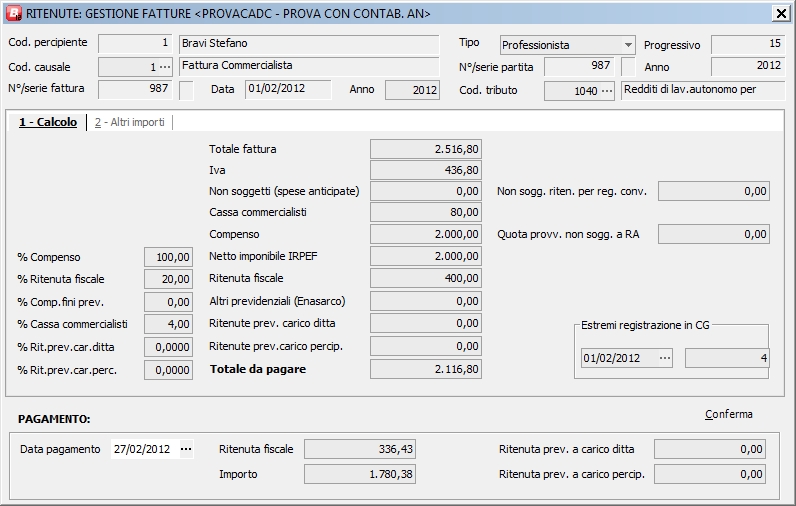 RITENUTE: GESTIONE FATTURE <PROVACADC - PROVA CON CONTAB. AN>
Cod. percipiente 1 Bravi Stefano Tipo Professionista Progressivo 15
Cod. causale 1 ... Fattura Commercialista N°/serie partita 987 Anno 2012
N°/serie fattura 987 Data 01/02/2012 Anno 2012 Cod. tributo 1040 ... Redditi di lav.autonomo per
1 - Calcolo 2 - Altri importi
Totale fattura 2.516,80
Iva 436,80
Non soggetti (spese anticipate) 0,00 Non sogg. riten. per reg. conv. 0,00
Cassa commercialisti 80,00
Compenso 2.000,00 Quota provv. non sogg. a RA 0,00
% Compenso 100,00 Netto imponibile IRPEF 2.000,00
% Ritenuta fiscale 20,00 Ritenuta fiscale 400,00
% Comp.fini prev. 0,00 Altri previdenziali (Enasarco) 0,00
% Cassa commercialisti 4,00 Ritenute prev. carico ditta 0,00 Estremi registrazione in CG
% Rit.prev.car.ditta 0,0000 Ritenute prev.carico percip. 0,00 01/02/2012 ... 4
% Rit.prev.car.perc. 0,0000 Totale da pagare 2.116,80
PAGAMENTO: Conferma
Data pagamento 27/02/2012 ... Ritenuta fiscale 336,43 Ritenuta prev. a carico ditta 0,00
Importo 1.780,38 Ritenuta prev. a carico percip. 0,00